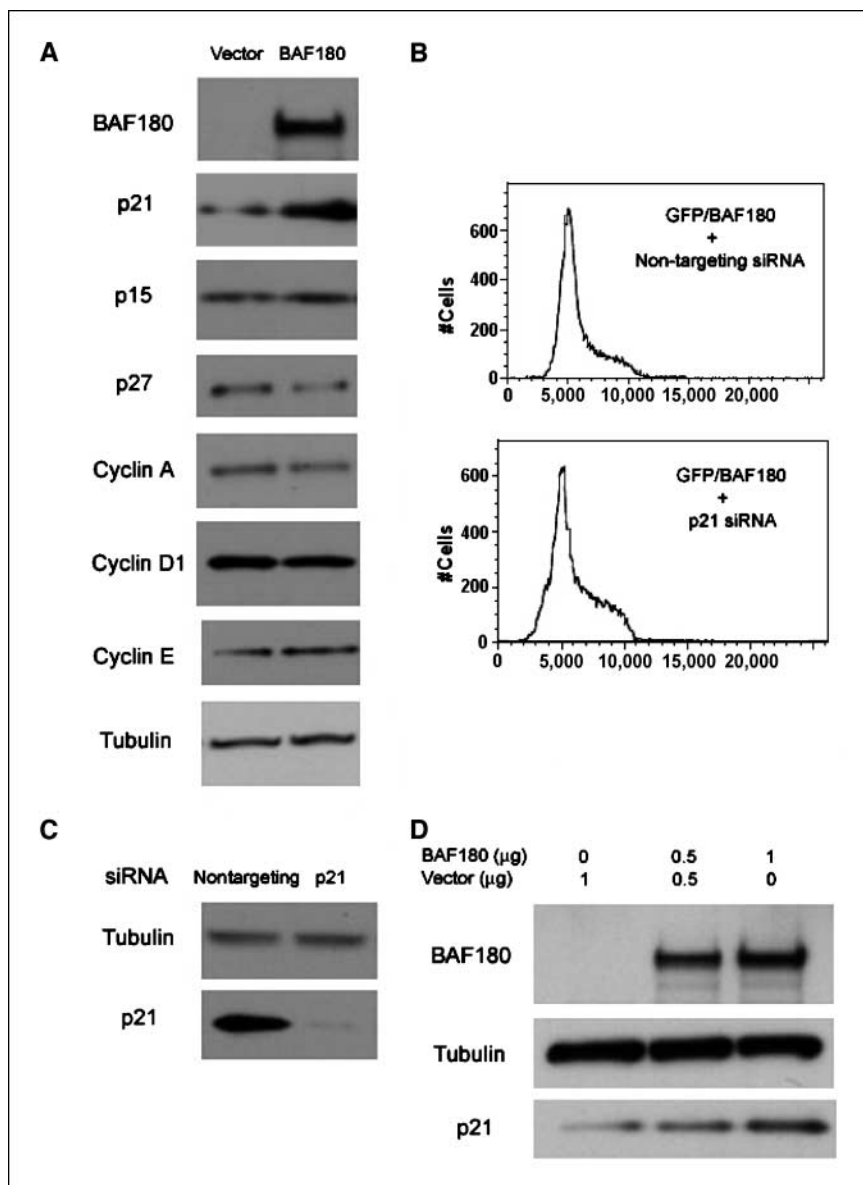 A
Vector BAF180
BAF180
p21
p15
p27
Cyclin A
Cyclin D1
Cyclin E
Tubulin
B
GFP/BAF180
+
Non-targeting siRNA
#Cells
600
400
200
0
0 5,000 10,000 15,000 20,000
GFP/BAF180
+
p21 siRNA
#Cells
600
400
200
0
0 5,000 10,000 15,000 20,000
C
siRNA Nontargeting p21
Tubulin
p21
D
BAF180 (μg) 0 0.5 1
Vector (μg) 1 0.5 0
BAF180
Tubulin
p21